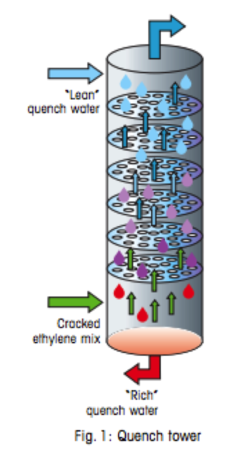 "Lean"
quench water
Cracked
ethylene mix
"Rich"
quench water
Fig. 1: Quench tower